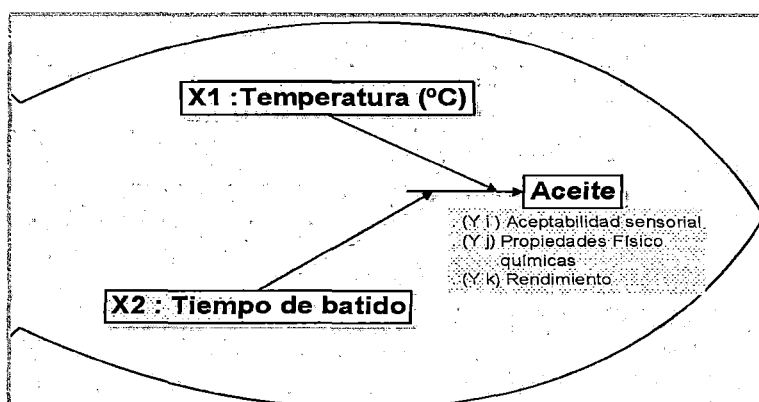 X1 :Temperatura (ºC)
Aceite
(Y i ) Aceptabilidad sensorial
(Y j) Propiedades Físico
químicas
(Y k) Rendimiento
X2 : Tiempo de batido